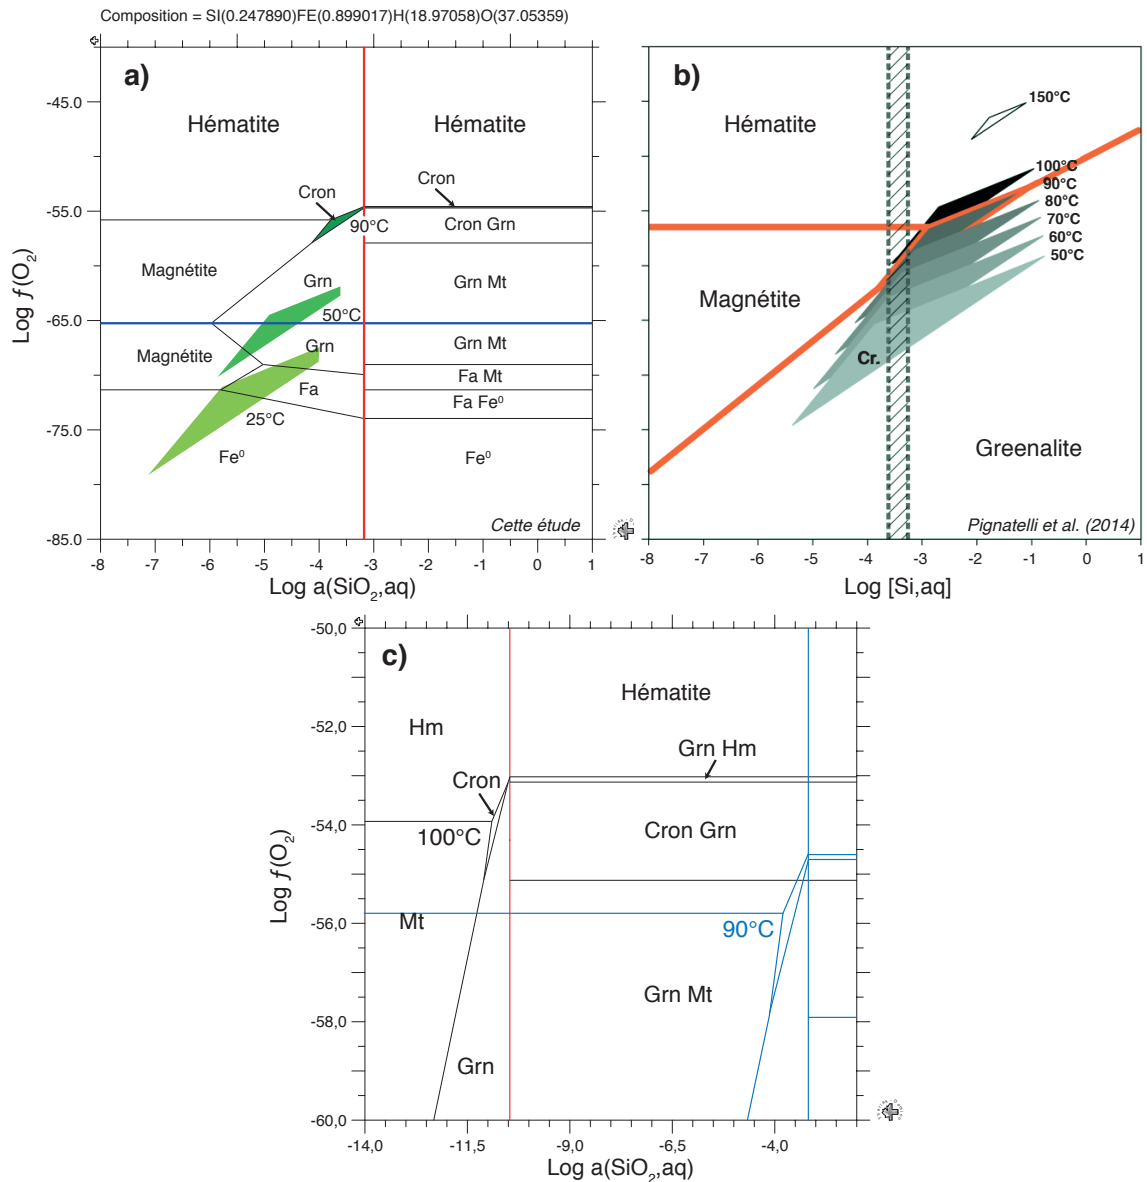 Composition = SI(0.247890)FE(0.899017)H(18.97058)O(37.05359)
a)
Hématite
Hématite
Cron
Cron
90°C
Cron Grn
Magnétite
Grn
Grn Mt
50°C
Magnétite
Grn
Grn Mt
Fa Mt
Fa
Fa Fe⁰
25°C
Fe⁰
Fe⁰
Cette étude
-45.0
-55.0
-65.0
-75.0
-85.0
Log ƒ(O₂)
-8 -7 -6 -5 -4 -3 -2 -1 0 1
Log a(SiO₂,aq)
b)
150°C
Hématite
100°C
90°C
80°C
70°C
60°C
50°C
Magnétite
Cr.
Greenalite
Pignatelli et al. (2014)
-8 -7 -6 -5 -4 -3 -2 -1 0 1
Log [Si,aq]
c)
Hématite
Hm
Grn Hm
Cron
100°C
Cron Grn
Mt
90°C
Grn Mt
Grn
-50,0
-52,0
-54,0
-56,0
-58,0
-60,0
Log ƒ(O₂)
-14,0 -11,5 -9,0 -6,5 -4,0
Log a(SiO₂,aq)